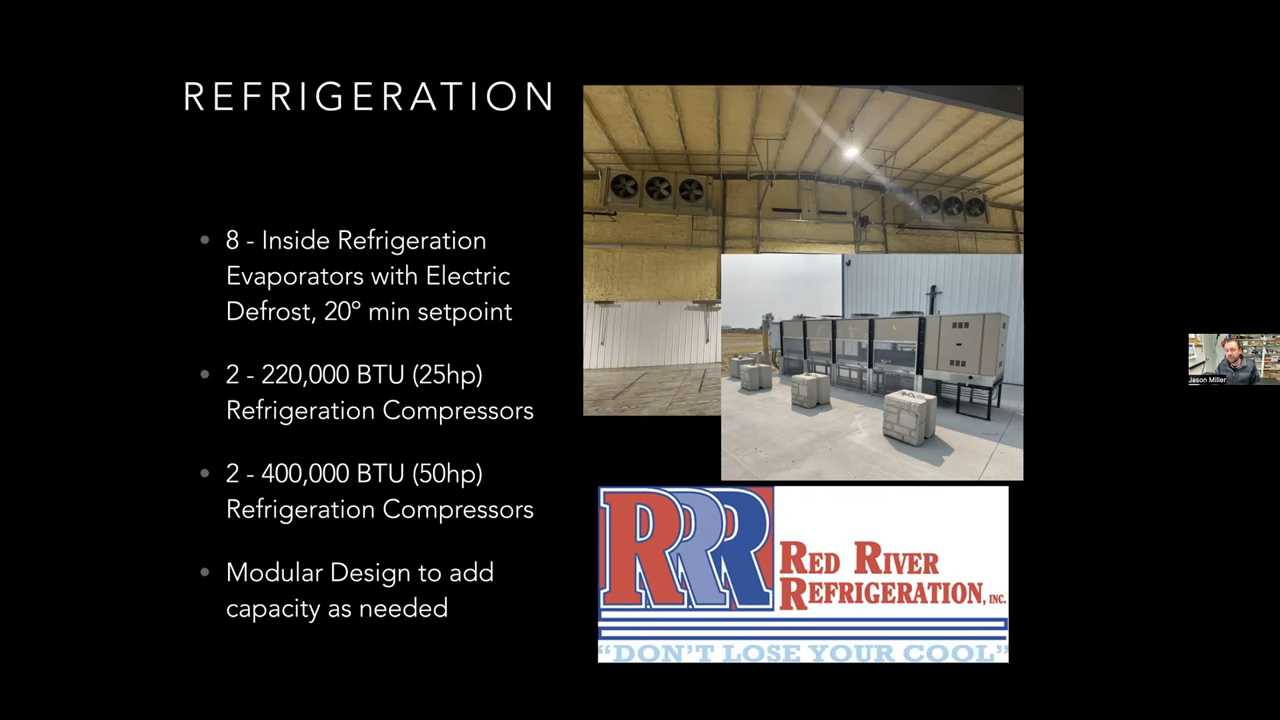 REFRIGERATION
8 - Inside Refrigeration
Evaporators with Electric
Defrost, 20º min setpoint
2 - 220,000 BTU (25hp)
Refrigeration Compressors
2 - 400,000 BTU (50hp)
Refrigeration Compressors
Modular Design to add
capacity as needed
RRR
RED RIVER
REFRIGERATION, INC.
“DON'T LOSE YOUR COOL”
Jason Miller